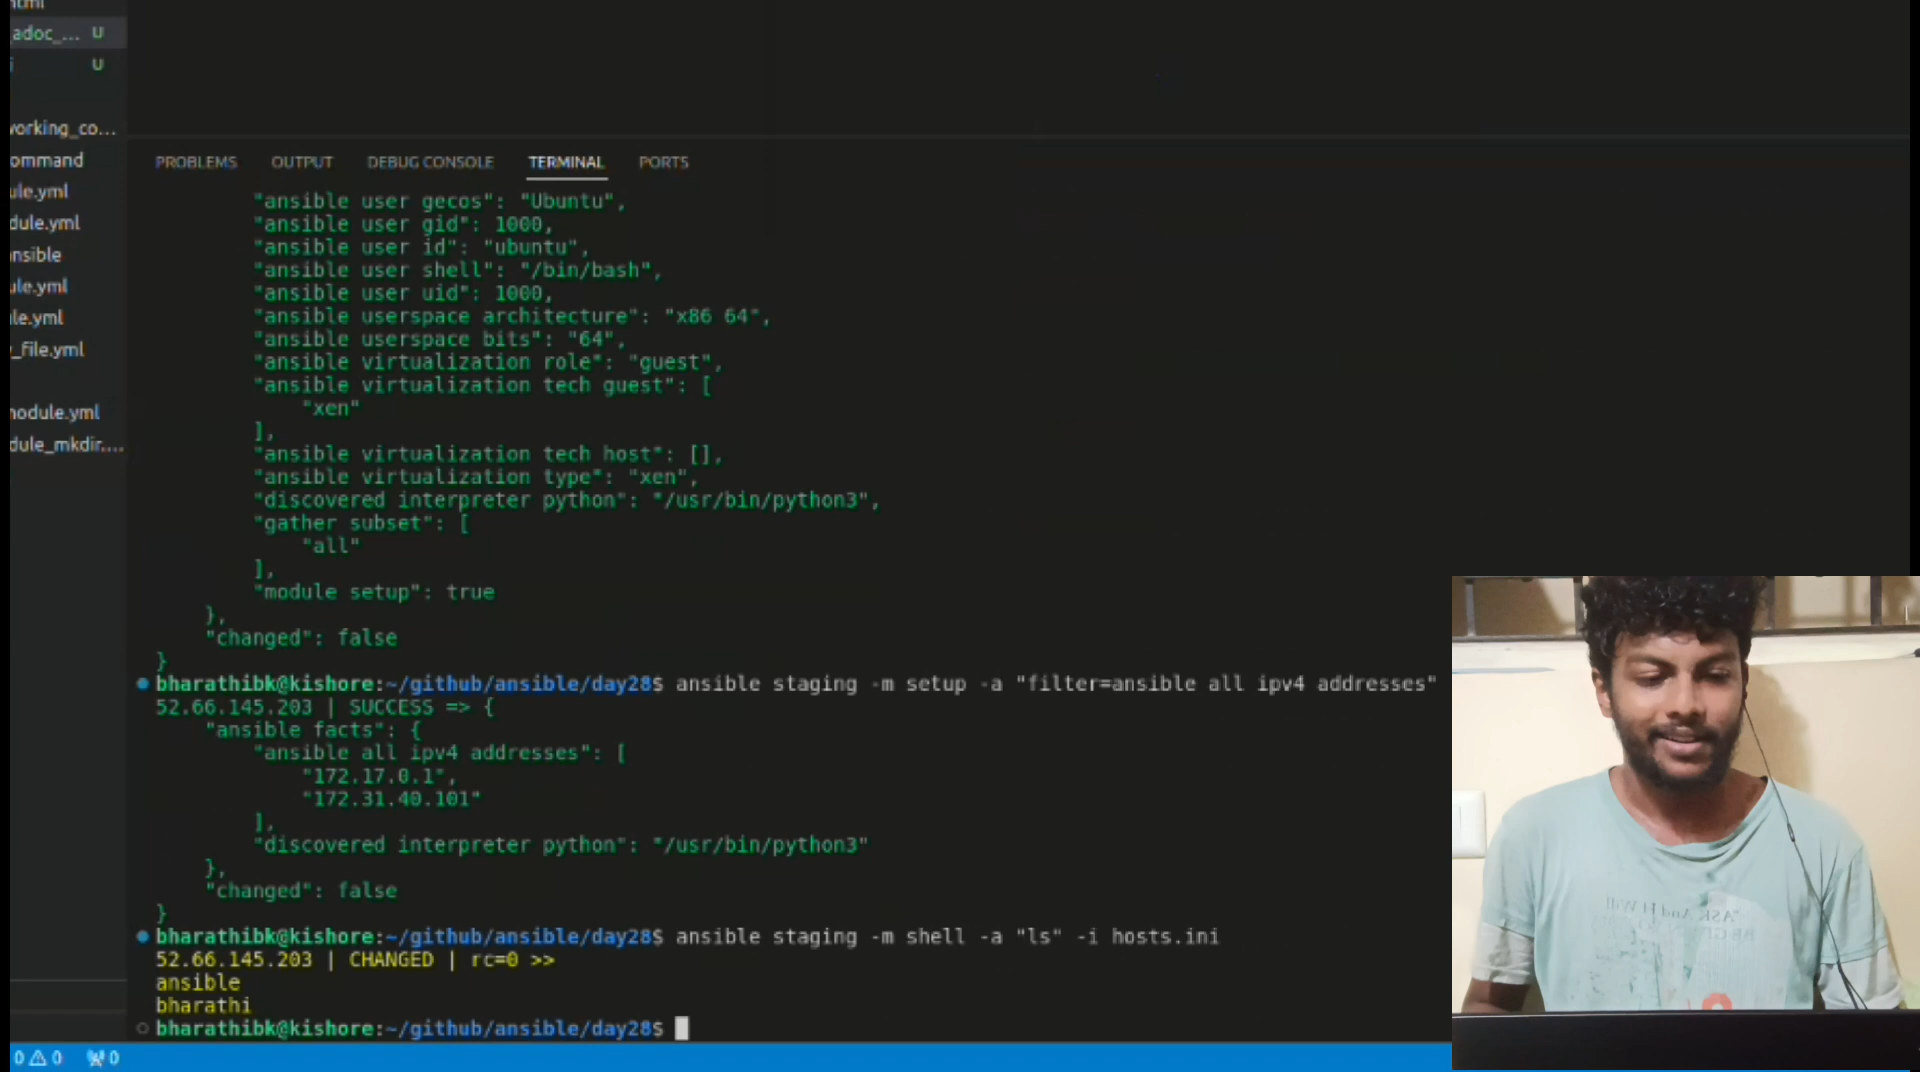 html
adoc_... U
i U
working_co...
ommand
ule.yml
dule.yml
ansible
ule.yml
le.yml
_file.yml
module.yml
dule_mkdir....
PROBLEMS OUTPUT DEBUG CONSOLE TERMINAL PORTS
"ansible user gecos": "Ubuntu",
"ansible user gid": 1000,
"ansible user id": "ubuntu",
"ansible user shell": "/bin/bash",
"ansible user uid": 1000,
"ansible userspace architecture": "x86 64",
"ansible userspace bits": "64",
"ansible virtualization role": "guest",
"ansible virtualization tech guest": [
"xen"
],
"ansible virtualization tech host": [],
"ansible virtualization type": "xen",
"discovered interpreter python": "/usr/bin/python3",
"gather subset": [
"all"
],
"module setup": true
},
"changed": false
}
bharathibk@kishore:~/github/ansible/day28$ ansible staging -m setup -a "filter=ansible all ipv4 addresses"
52.66.145.203 | SUCCESS => {
"ansible facts": {
"ansible all ipv4 addresses": [
"172.17.0.1",
"172.31.40.101"
],
"discovered interpreter python": "/usr/bin/python3"
},
"changed": false
}
bharathibk@kishore:~/github/ansible/day28$ ansible staging -m shell -a "ls" -i hosts.ini
52.66.145.203 | CHANGED | rc=0 >>
ansible
bharathi
bharathibk@kishore:~/github/ansible/day28$
0 0 0